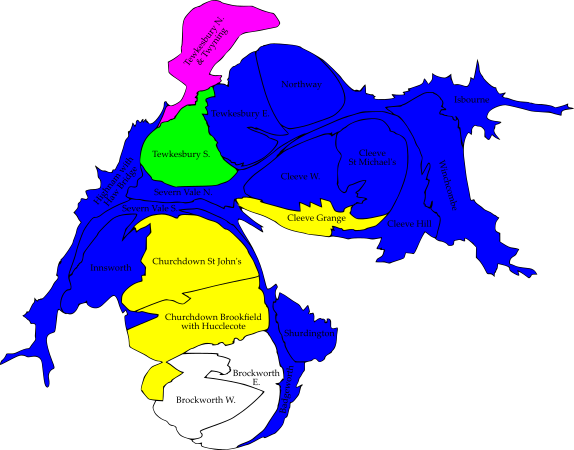 Tewkesbury N.
& Twyning
Northway
Isbourne
Tewkesbury E.
Tewkesbury S.
Cleeve
St Michael's
Winchcombe
Highnam with
Haw Bridge
Cleeve W.
Severn Vale N.
Severn Vale S.
Cleeve Grange
Cleeve Hill
Innsworth
Churchdown St John's
Churchdown Brookfield
with Hucclecote
Shurdington
Brockworth
E.
Brockworth W.